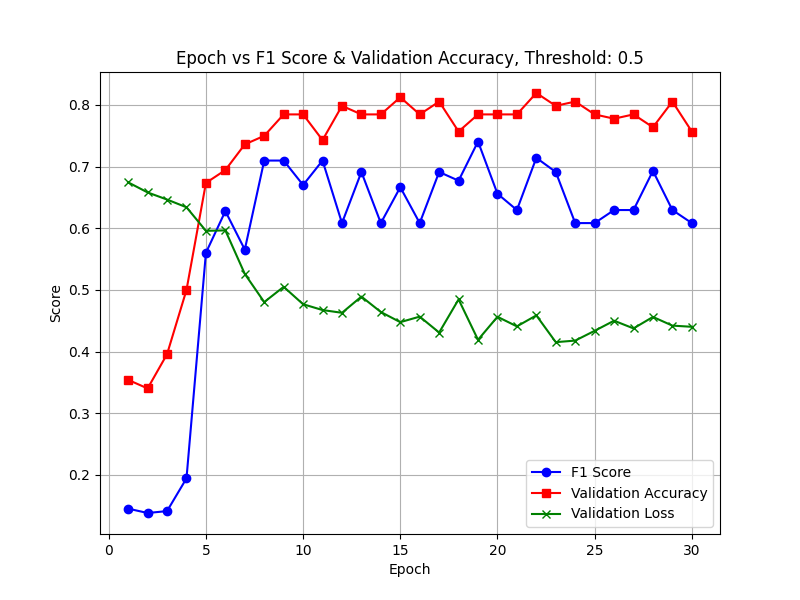 Epoch vs F1 Score & Validation Accuracy, Threshold: 0.5
Score
0.8
0.7
0.6
0.5
0.4
0.3
0.2
F1 Score
Validation Accuracy
Validation Loss
0 5 10 15 20 25 30
Epoch